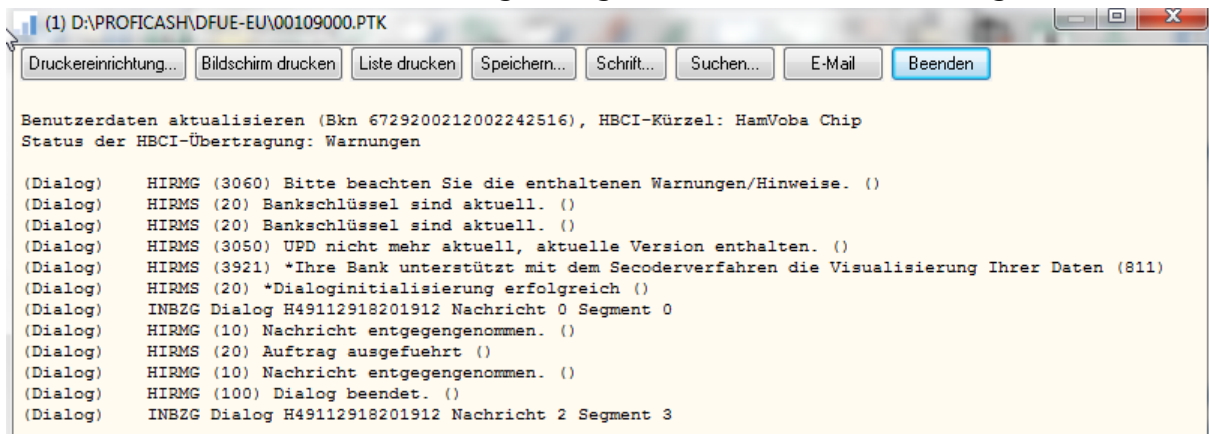 (1) D:\PROFICASH\DFUE-EU\00109000.PTK
Druckereinrichtung... Bildschirm drucken Liste drucken Speichern... Schrift... Suchen... E-Mail Beenden
Benutzerdaten aktualisieren (Bkn 6729200212002242516), HBCI-Kürzel: HamVoba Chip
Status der HBCI-Übertragung: Warnungen
(Dialog) HIRMG (3060) Bitte beachten Sie die enthaltenen Warnungen/Hinweise. ()
(Dialog) HIRMS (20) Bankschlüssel sind aktuell. ()
(Dialog) HIRMS (20) Bankschlüssel sind aktuell. ()
(Dialog) HIRMS (3050) UPD nicht mehr aktuell, aktuelle Version enthalten. ()
(Dialog) HIRMS (3921) *Ihre Bank unterstützt mit dem Secoderverfahren die Visualisierung Ihrer Daten (811)
(Dialog) HIRMS (20) *Dialoginitialisierung erfolgreich ()
(Dialog) INBZG Dialog H49112918201912 Nachricht 0 Segment 0
(Dialog) HIRMG (10) Nachricht entgegengenommen. ()
(Dialog) HIRMS (20) Auftrag ausgefuehrt ()
(Dialog) HIRMG (10) Nachricht entgegengenommen. ()
(Dialog) HIRMG (100) Dialog beendet. ()
(Dialog) INBZG Dialog H49112918201912 Nachricht 2 Segment 3